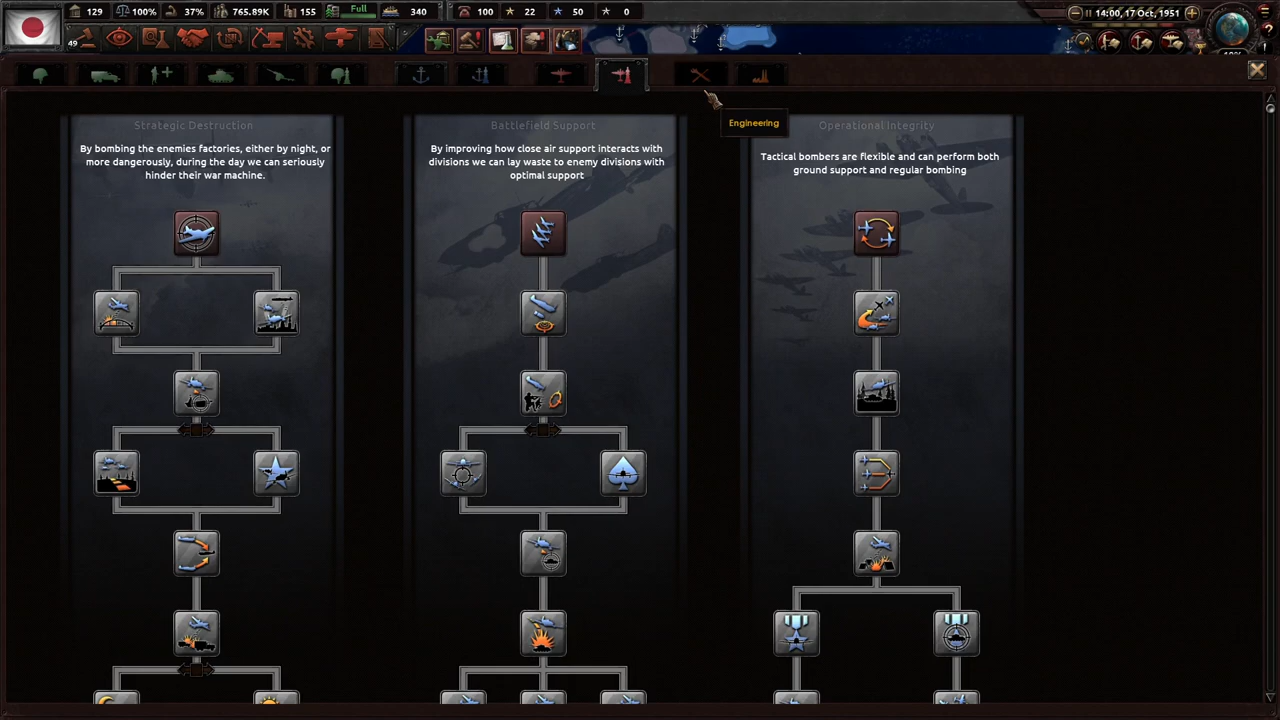 129
100%
37%
765.89K
155
Full
340
100
22
50
0
14:00, 17 Oct, 1951
49
Engineering
Strategic Destruction
By bombing the enemies factories, either by night, or
more dangerously, during the day we can seriously
hinder their war machine.
Battlefield Support
By improving how close air support interacts with
divisions we can lay waste to enemy divisions with
optimal support
Operational Integrity
Tactical bombers are flexible and can perform both
ground support and regular bombing